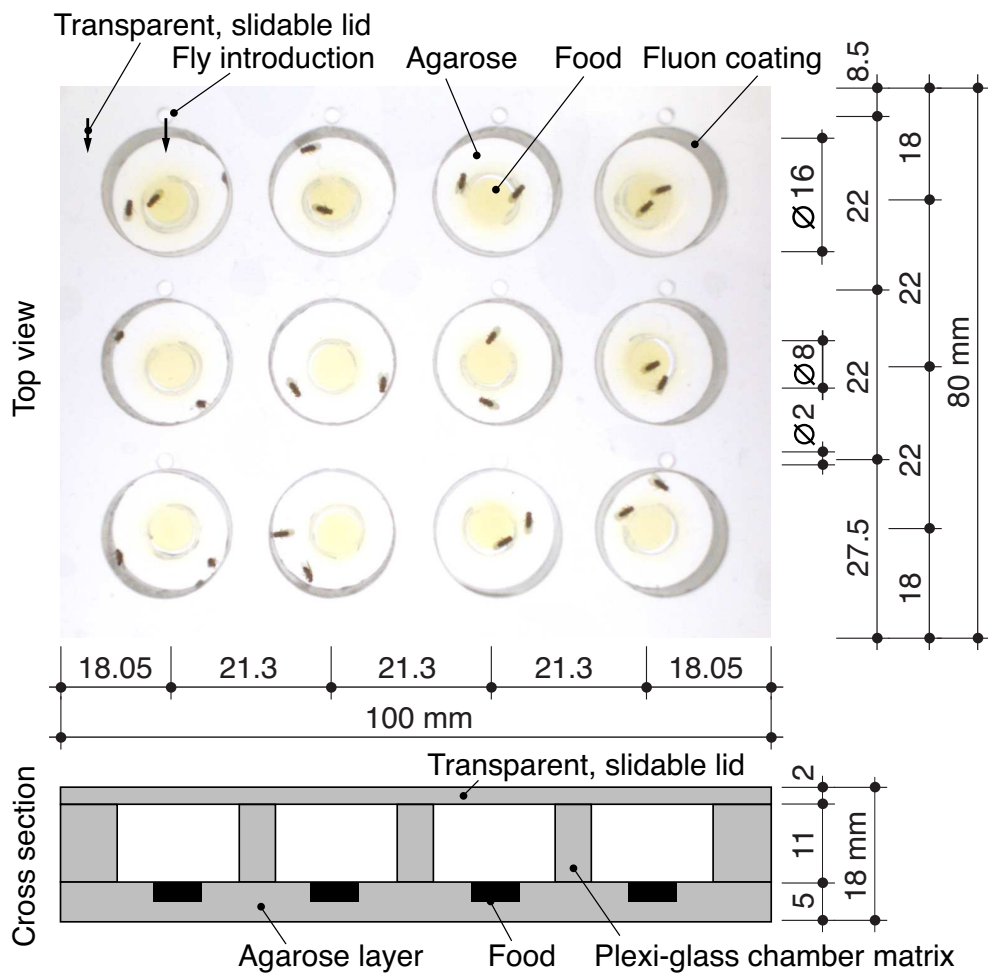 Transparent, slidable lid
Fly introduction
Agarose
Food
Fluon coating
Top view
8.5
22
22
27.5
18
22
22
18
80 mm
Ø16
Ø8
Ø2
18.05
21.3
21.3
21.3
18.05
100 mm
Cross section
Transparent, slidable lid
2
11
5
18 mm
Agarose layer
Food
Plexi-glass chamber matrix